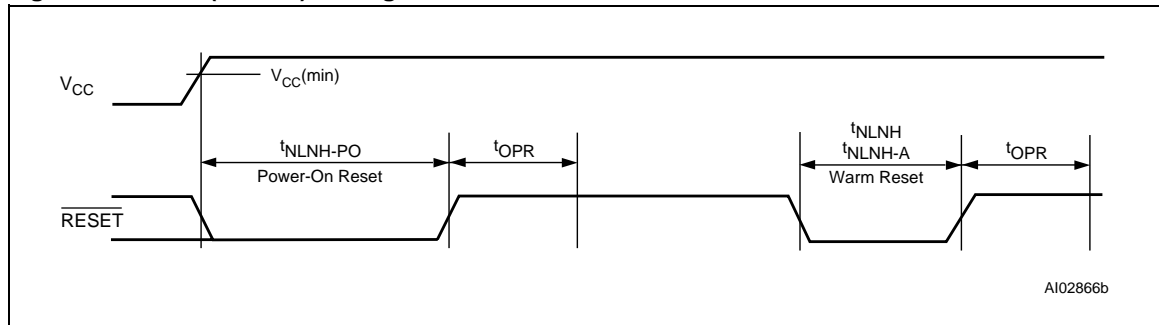 VCC
VCC(min)
tNLNH-PO
Power-On Reset
tOPR
tNLNH
tNLNH-A
Warm Reset
tOPR
RESET
AI02866b